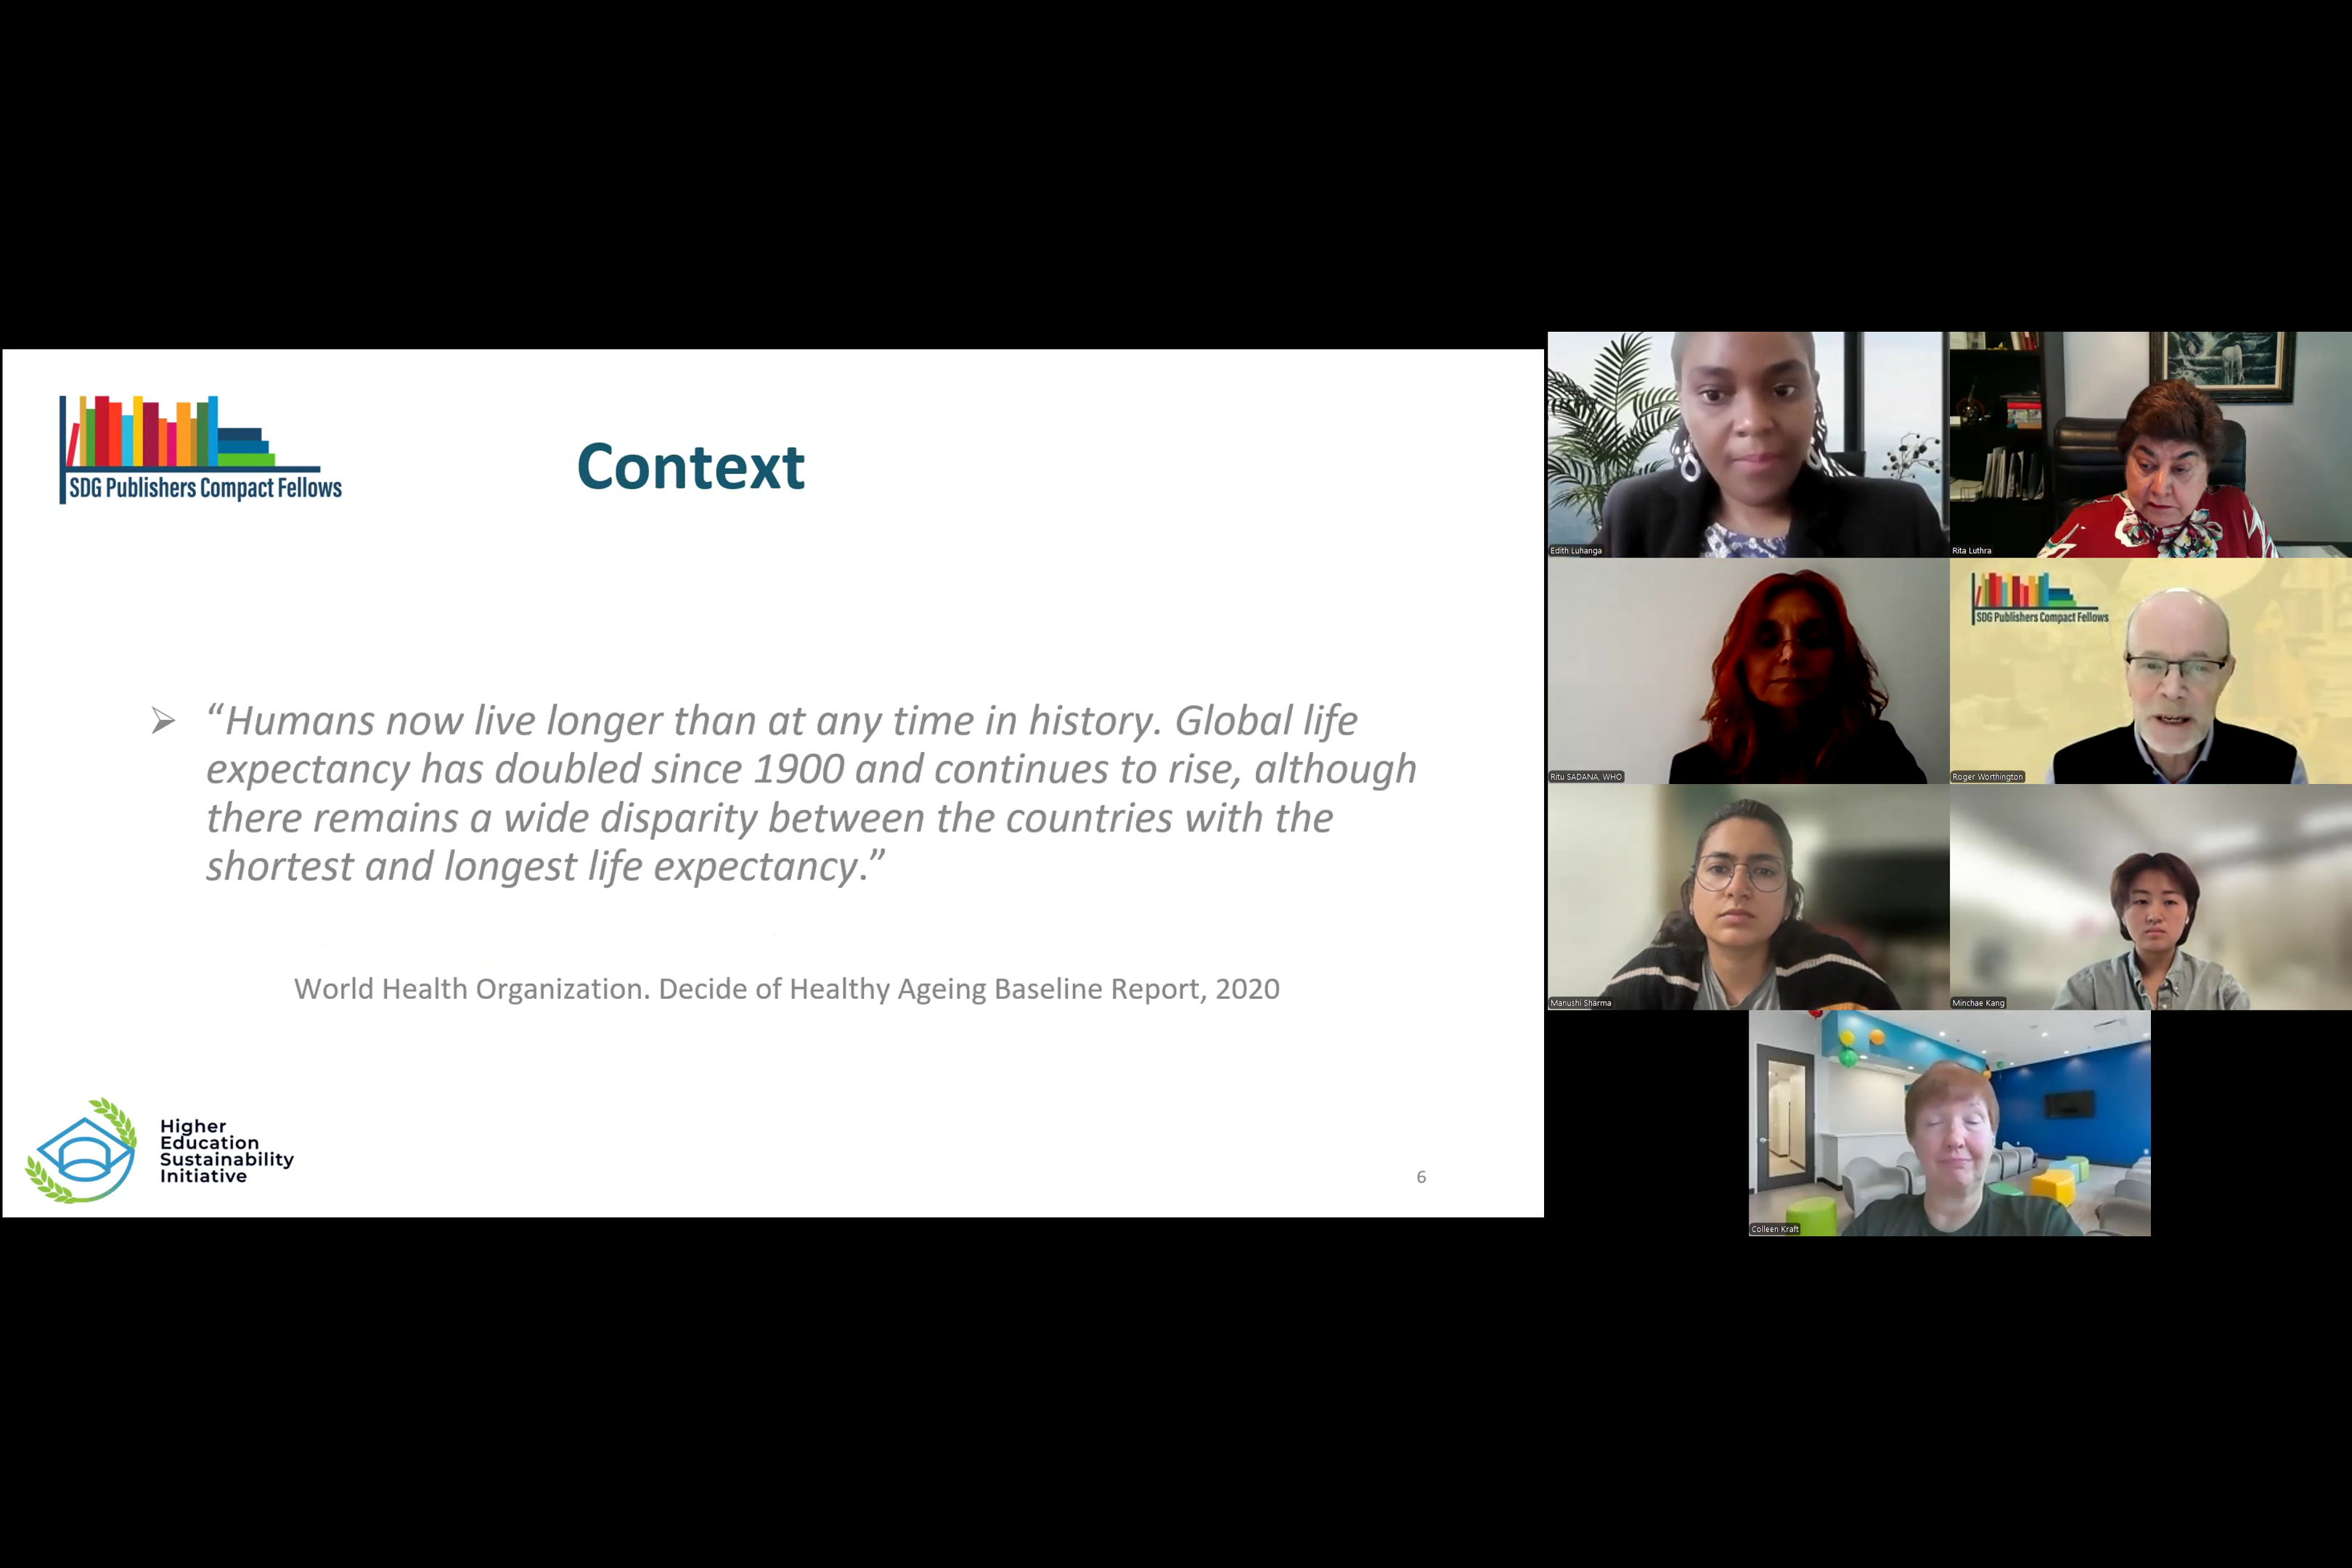 SDG Publishers Compact Fellows
Context
“Humans now live longer than at any time in history. Global life
expectancy has doubled since 1900 and continues to rise, although
there remains a wide disparity between the countries with the
shortest and longest life expectancy.”
World Health Organization. Decide of Healthy Ageing Baseline Report, 2020
Higher
Education
Sustainability
Initiative
6
Edith Luhanga
Rita Luthra
Ritu SADANA, WHO
SDG Publishers Compact Fellows
Roger Worthington
Manushi Sharma
Minchae Kang
Colleen Kraft